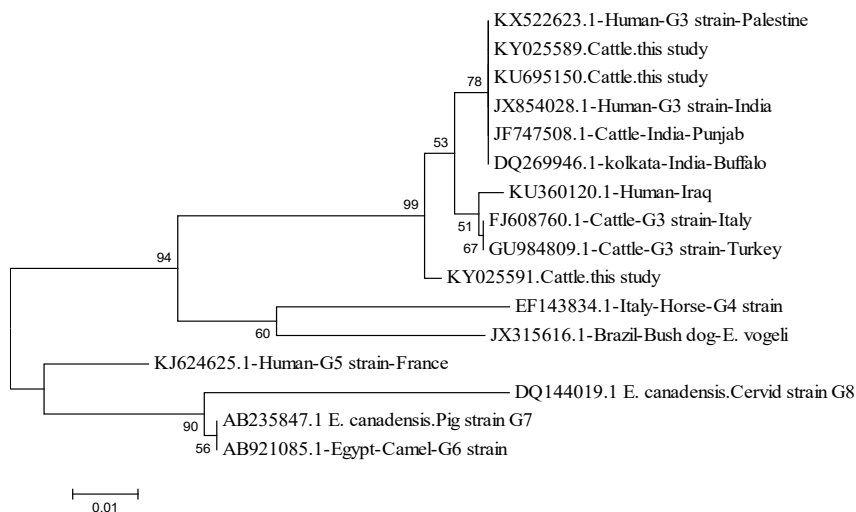 KX522623.1-Human-G3 strain-Palestine
KY025589.Cattle.this study
KU695150.Cattle.this study
78
JX854028.1-Human-G3 strain-India
JF747508.1-Cattle-India-Punjab
53
DQ269946.1-kolkata-India-Buffalo
KU360120.1-Human-Iraq
99
51
FJ608760.1-Cattle-G3 strain-Italy
67
GU984809.1-Cattle-G3 strain-Turkey
94
KY025591.Cattle.this study
EF143834.1-Italy-Horse-G4 strain
60
JX315616.1-Brazil-Bush dog-E. vogeli
KJ624625.1-Human-G5 strain-France
DQ144019.1 E. canadensis.Cervid strain G8
90
AB235847.1 E. canadensis.Pig strain G7
56
AB921085.1-Egypt-Camel-G6 strain
0.01